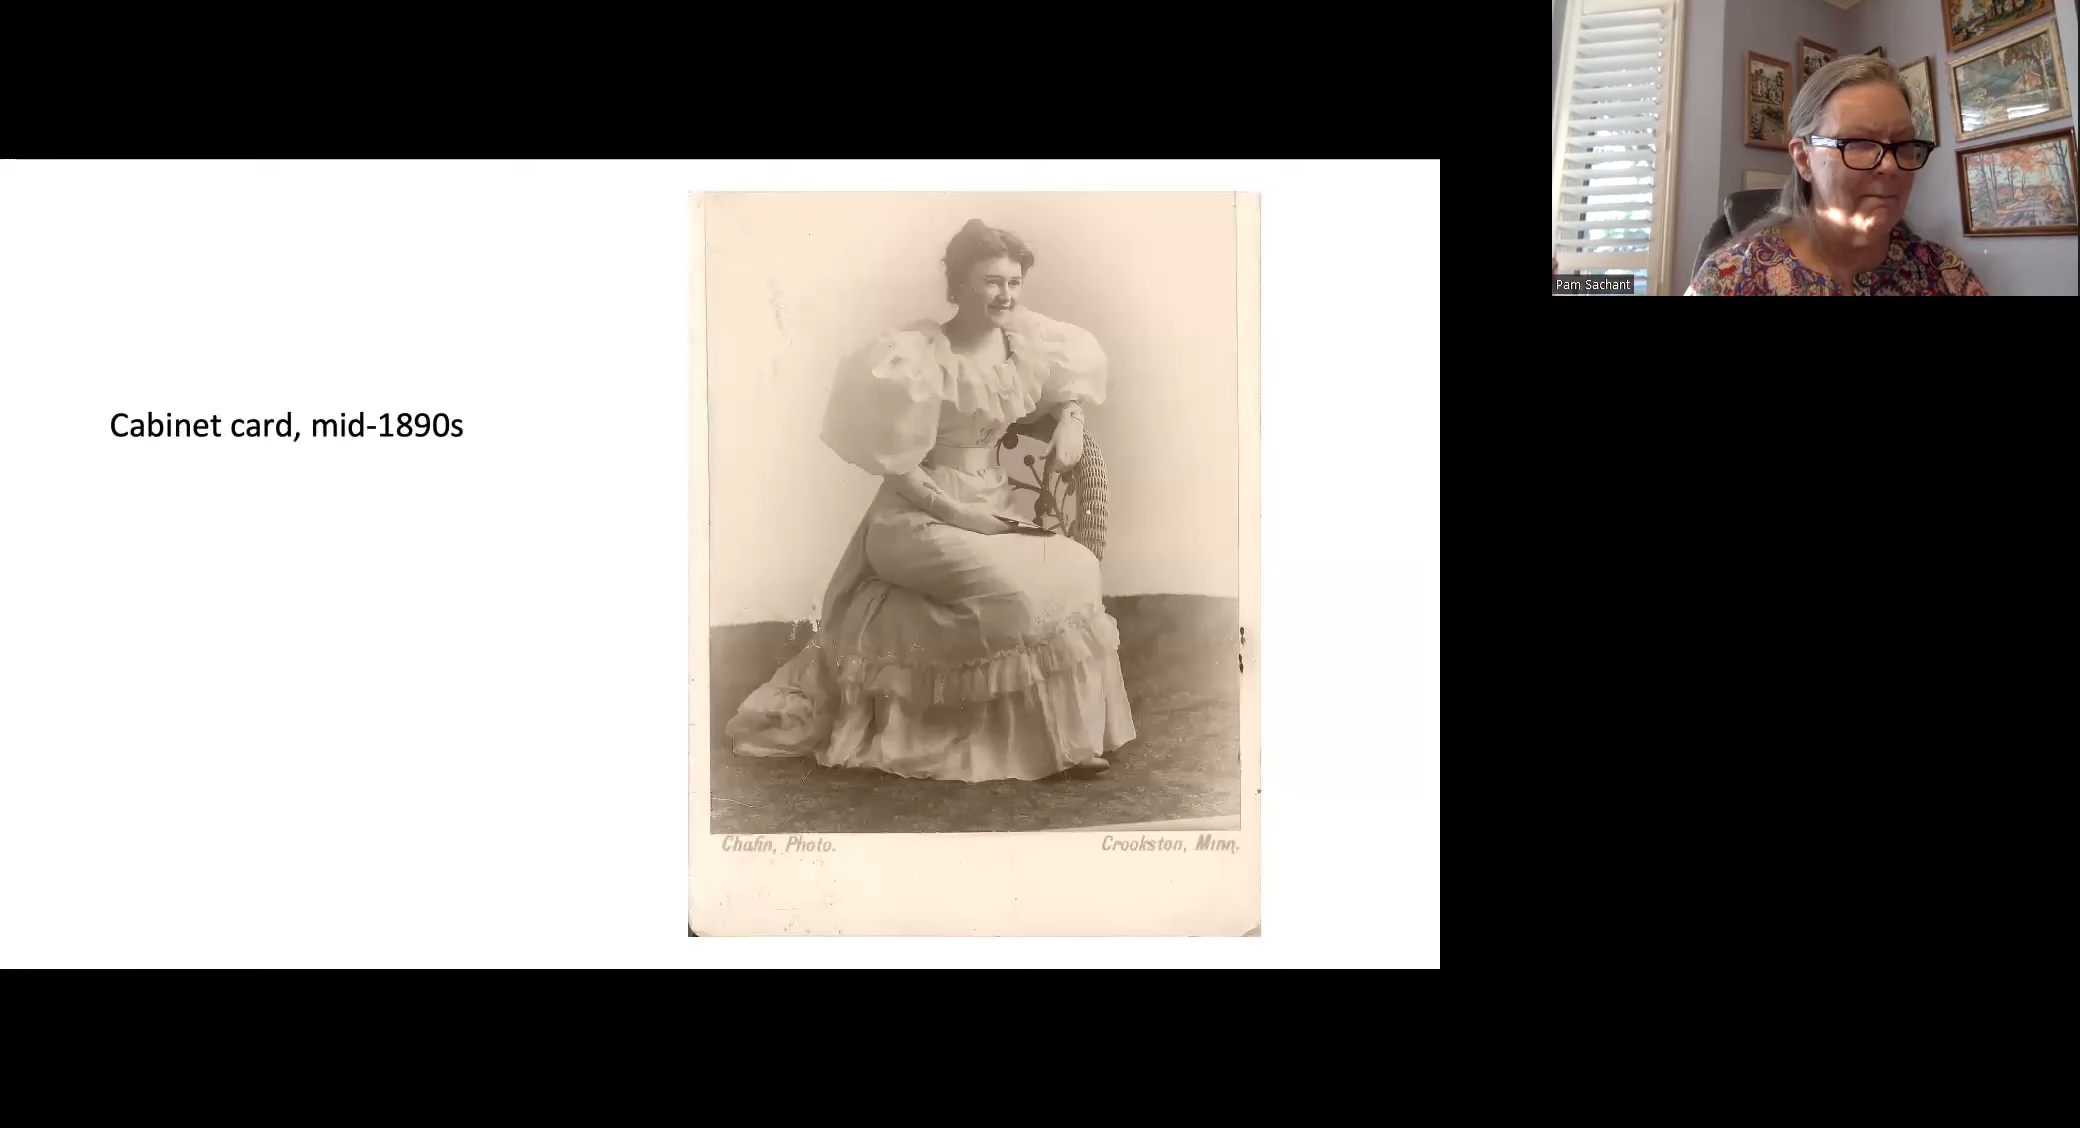 Cabinet card, mid-1890s
Chafin, Photo. Crookston, Minn.
Pam Sachant